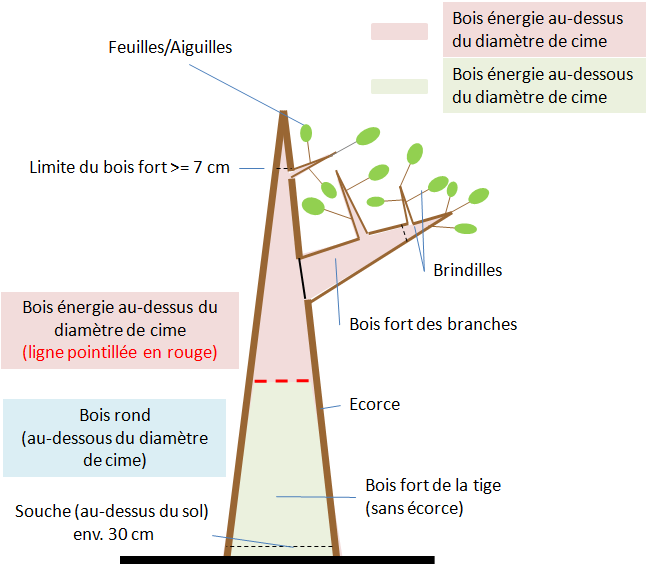 Bois énergie au-dessus
du diamètre de cime
Feuilles/Aiguilles
Bois énergie au-dessous
du diamètre de cime
Limite du bois fort >= 7 cm
Brindilles
Bois énergie au-dessus du
diamètre de cime
(ligne pointillée en rouge)
Bois fort des branches
Ecorce
Bois rond
(au-dessous du diamètre
de cime)
Bois fort de la tige
(sans écorce)
Souche (au-dessus du sol)
env. 30 cm